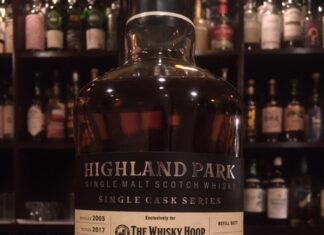 HIGHLAND PARK
SINGLE MALT SCOTCH WHISKY
SINGLE CASK SERIES
2005
Exclusively for
REFILL BUTT
THE WHISKY HOOP
2017